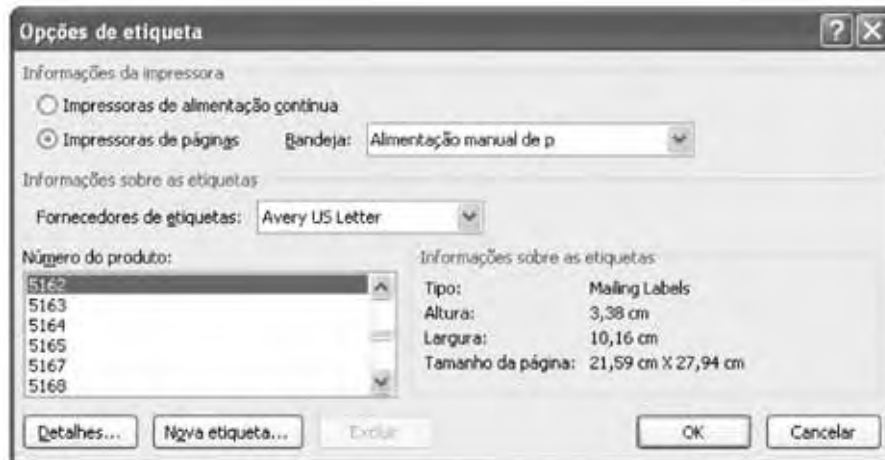 Opções de etiqueta
Informações da impressora
Impressoras de alimentação contínua
Impressoras de páginas Bandeja: Alimentação manual de p
Informações sobre as etiquetas
Fornecedores de etiquetas: Avery US Letter
Número do produto:
5162
5163
5164
5165
5167
5168
Informações sobre as etiquetas
Tipo: Mailing Labels
Altura: 3,38 cm
Largura: 10,16 cm
Tamanho da página: 21,59 cm X 27,94 cm
Detalhes... Nova etiqueta... Excluir OK Cancelar